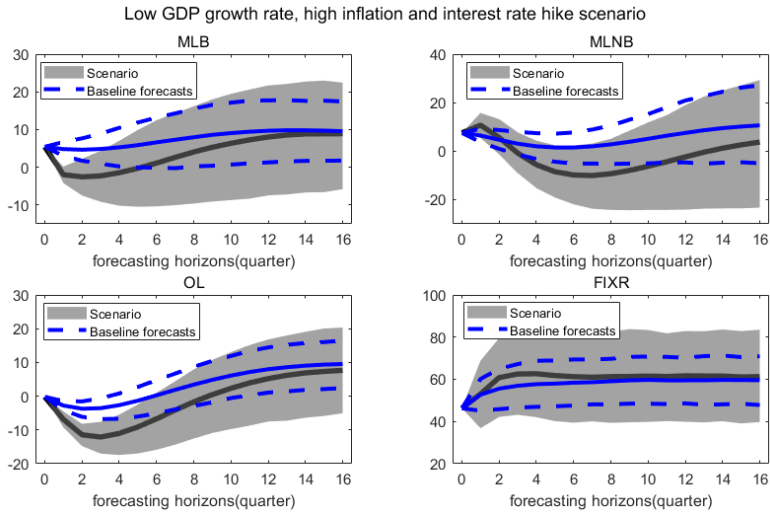 Low GDP growth rate, high inflation and interest rate hike scenario
MLB
30
20
10
0
-10
Scenario
Baseline forecasts
0 2 4 6 8 10 12 14 16
forecasting horizons(quarter)
MLNB
40
20
0
-20
Scenario
Baseline forecasts
0 2 4 6 8 10 12 14 16
forecasting horizons(quarter)
OL
30
20
10
0
-10
-20
Scenario
Baseline forecasts
0 2 4 6 8 10 12 14 16
forecasting horizons(quarter)
FIXR
100
80
60
40
20
Scenario
Baseline forecasts
0 2 4 6 8 10 12 14 16
forecasting horizons(quarter)